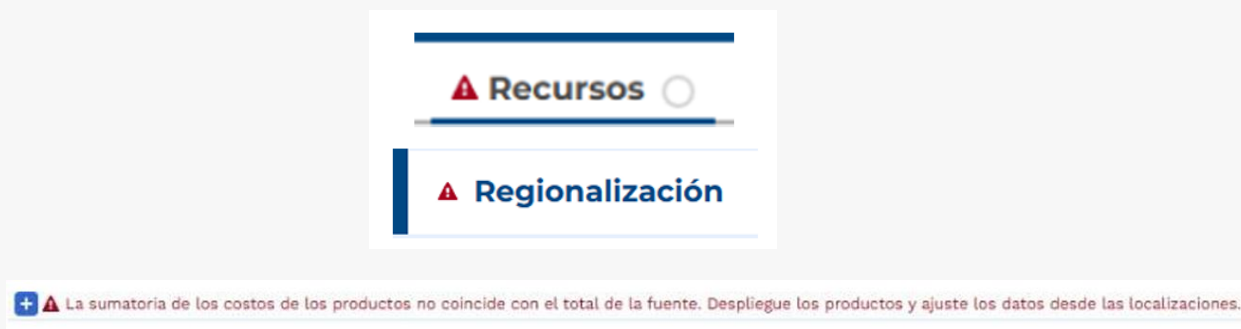 Recursos
Regionalización
La sumatoria de los costos de los productos no coincide con el total de la fuente. Despliegue los productos y ajuste los datos desde las localizaciones.